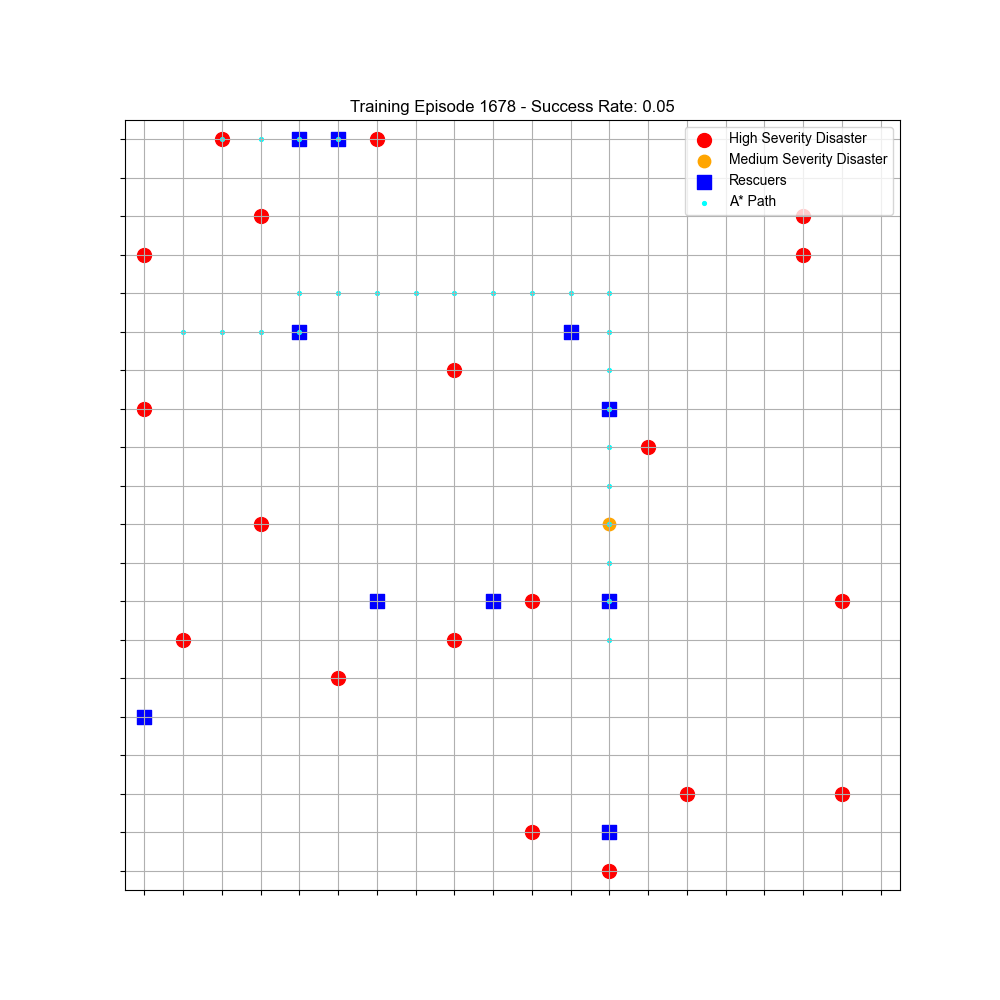 Training Episode 1678 - Success Rate: 0.05
High Severity Disaster
Medium Severity Disaster
Rescuers
A* Path